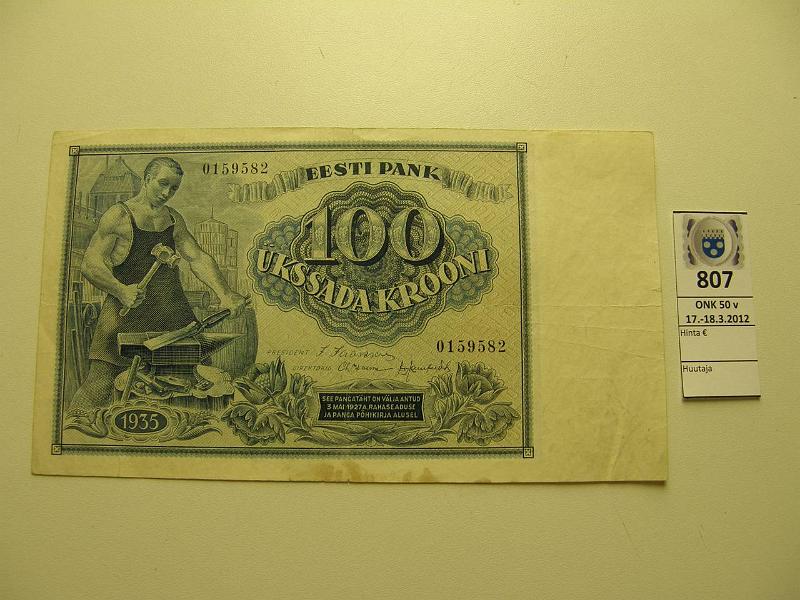 0159582
EESTI PANK
100
ÜKSSADA KROONI
0159582
PRESIDENT
DIREKTORID
SEE PANGATÄHT ON VÄLJA ANTUD
3 MAI 1927 A. RAHASEADUSE
JA PANGA PÕHIKIRJA ALUSEL
1935
807
ONK 50 v
17.-18.3.2012
Hinta €
Huutaja